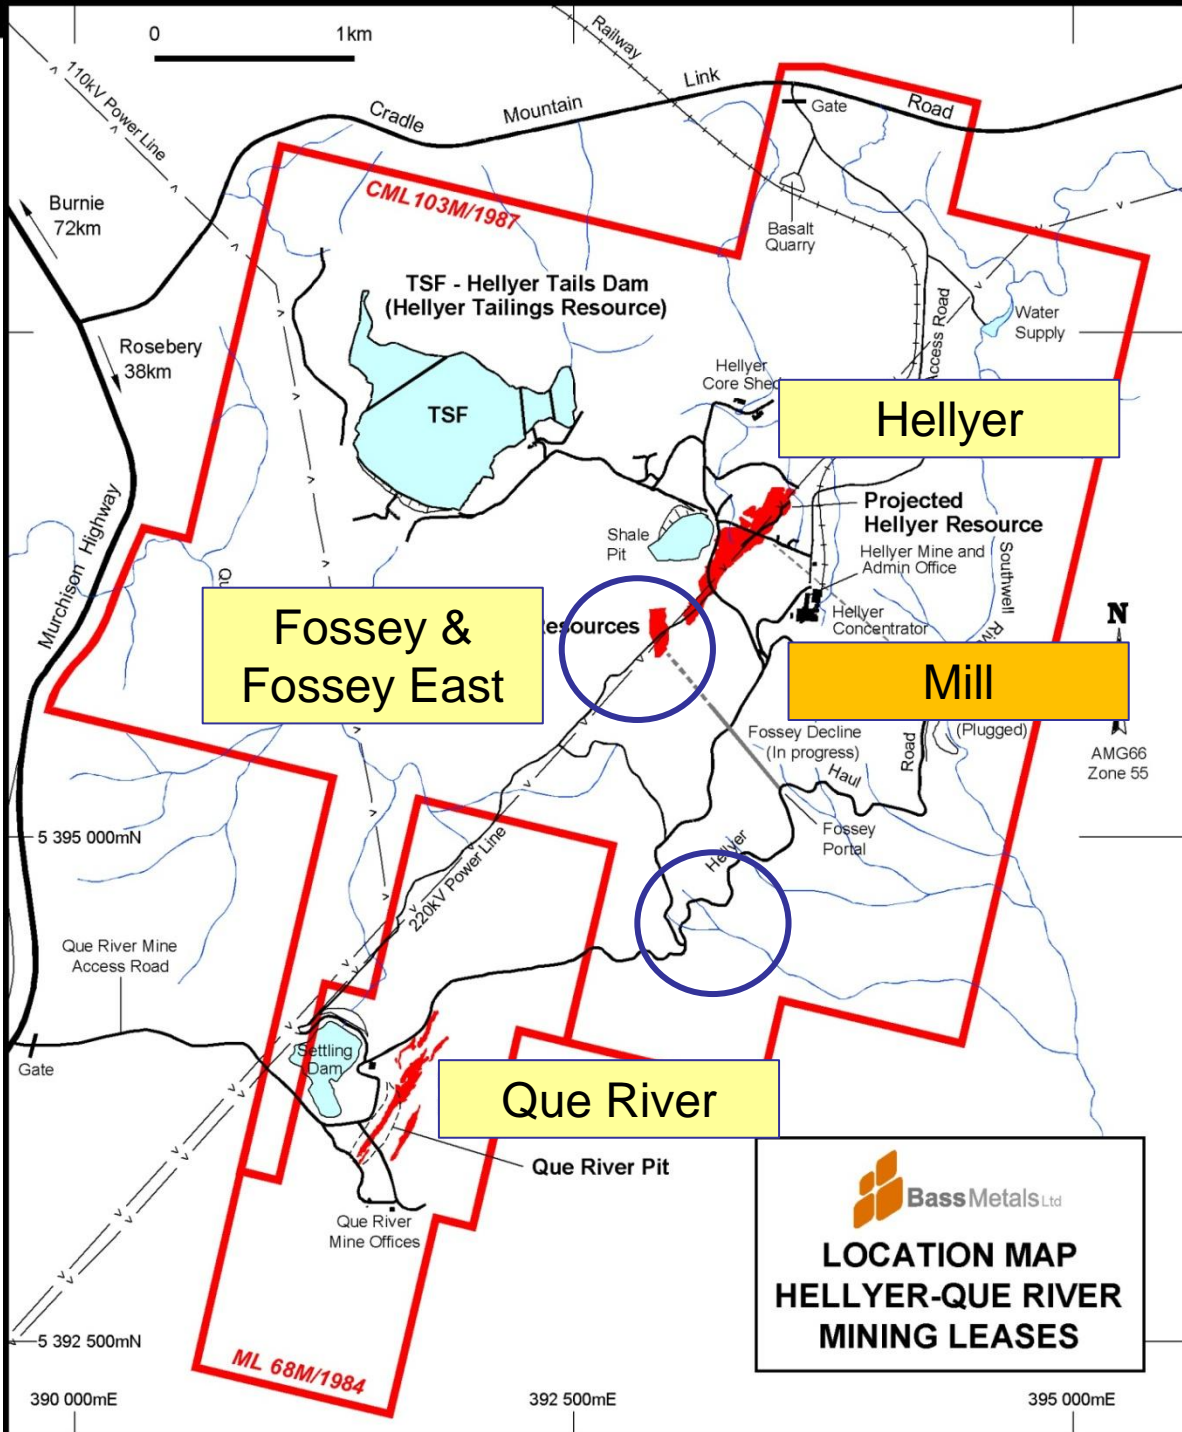 0
1km
Railway
110kV Power Line
Cradle
Mountain
Link
Road
Gate
Burnie
72km
CML 103M/1987
Basalt
Quarry
TSF - Hellyer Tails Dam
(Hellyer Tailings Resource)
Access Road
Water
Supply
Rosebery
38km
Hellyer
Core Shed
TSF
Hellyer
Projected
Hellyer Resource
Murchison Highway
Shale
Pit
Hellyer Mine and
Admin Office
Southwell
Hellyer
Concentrator
N
Fossey &
Fossey East
Resources
Mill
Fossey Decline
(In progress)
(Plugged)
AMG66
Zone 55
Haul
Road
5 395 000mN
Fossey
Portal
Hellyer
220kV Power Line
Que River Mine
Access Road
Gate
Settling
Dam
Que River
Que River Pit
Que River
Mine Offices
BassMetals Ltd
LOCATION MAP
HELLYER-QUE RIVER
MINING LEASES
5 392 500mN
ML 68M/1984
390 000mE
392 500mE
395 000mE